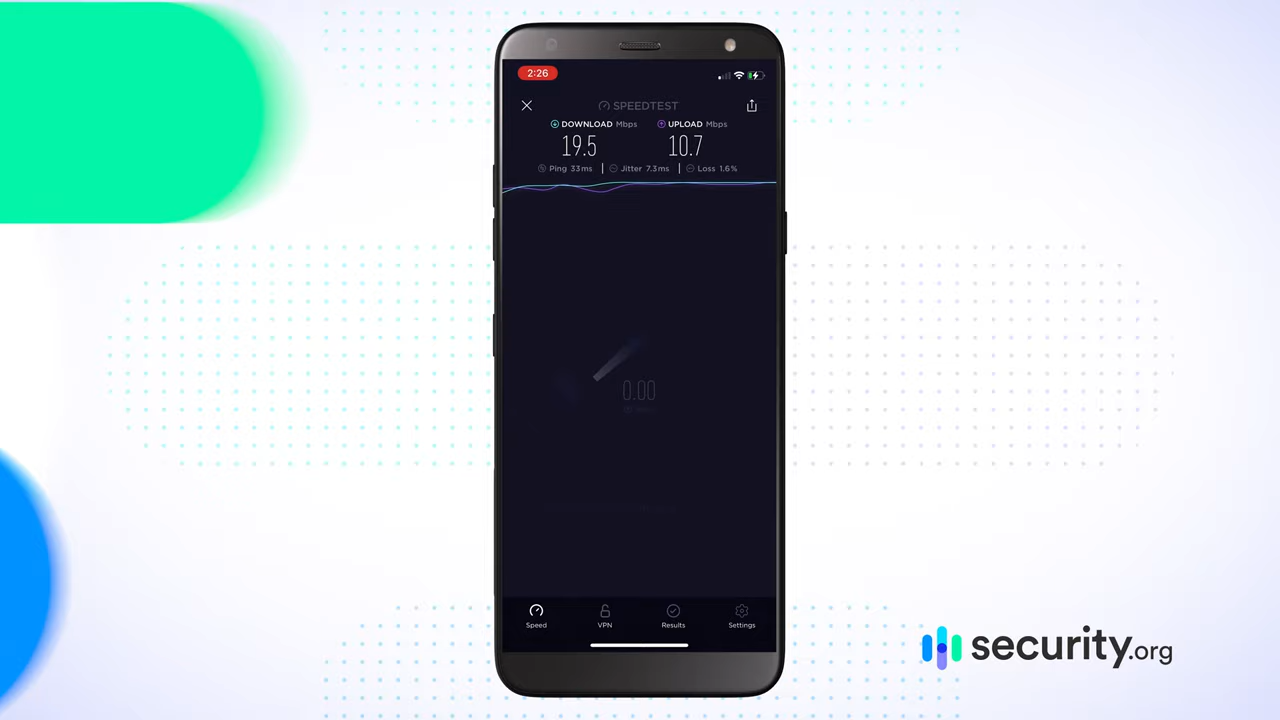 2:26
SPEEDTEST
DOWNLOAD Mbps UPLOAD Mbps
19.5 10.7
Ping 33ms Jitter 7.3ms Loss 1.6%
0.00
Speed VPN Results Settings
security.org